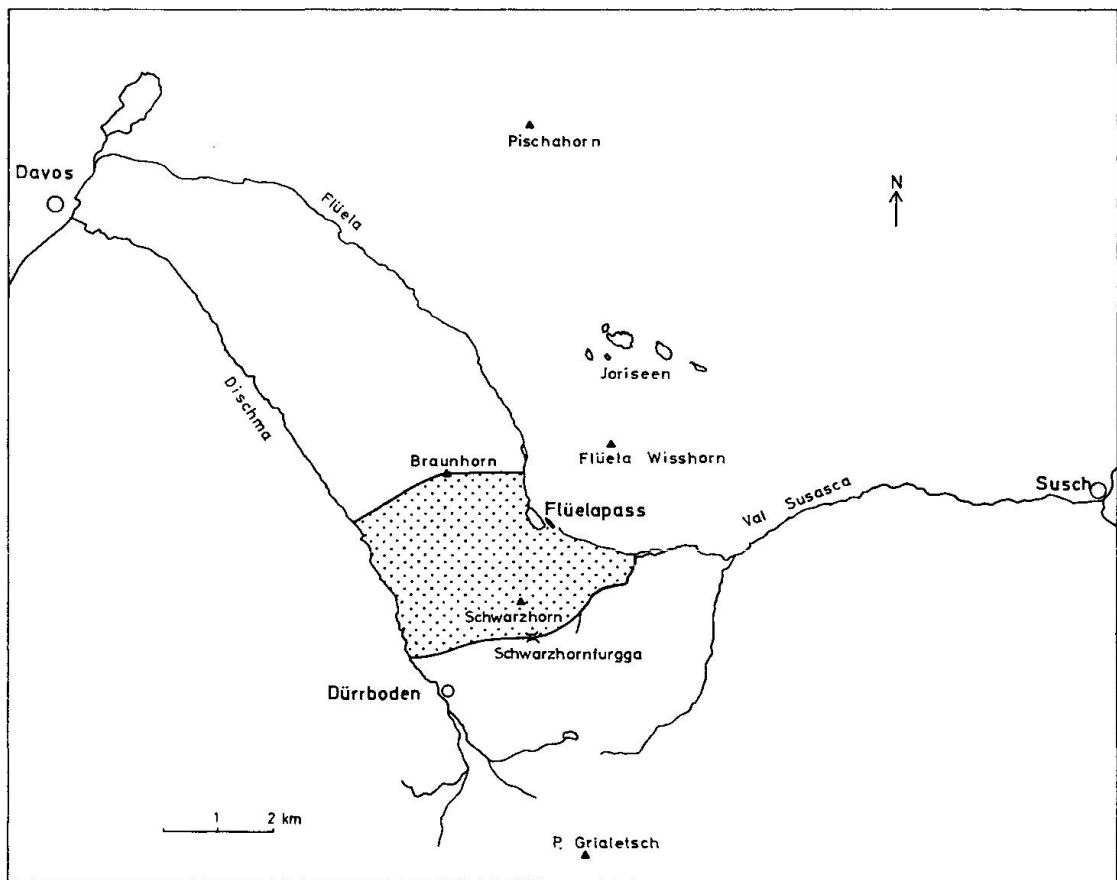 Pischahorn
Davos
N
Flüela
Joriseen
Dischma
Braunhorn
Flüela Wisshorn
Susch
Val Susasca
Flüelapass
Schwarzhorn
Schwarzhornfurgga
Dürrboden
1 2 km
P. Grialetsch